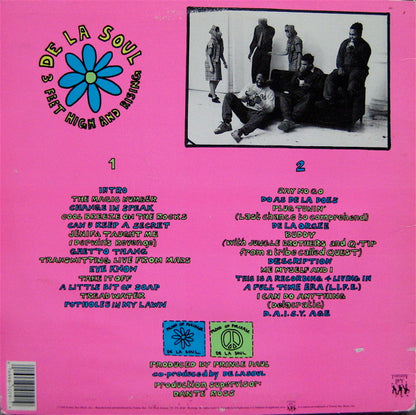 DE LA SOUL
3 FEET HIGH AND RISING
1
INTRO
THE MAGIC NUMBER
CHANGE IN SPEAK
COOL BREEZE ON THE ROCKS
CAN U KEEP A SECRET
JENIFA TAUGHT ME
(Derwin's Revenge)
GHETTO THANG
TRANSMITTING LIVE FROM MARS
EYE KNOW
TAKE IT OFF
A LITTLE BIT OF SOAP
TREAD WATER
POTHOLES IN MY LAWN
2
SAY NO GO
DO AS DE LA DOES
PLUG TUNIN'
(Last chance to comprehend)
DE LA ORGEE
BUDDY
(With JUNGLE BROTHERS and Q-TIP
from a tribe called QUEST)
DESCRIPTION
ME MYSELF AND I
THIS IS A RECORDING 4 LIVING IN
A FULL TIME ERA (L.I.F.E.)
I CAN DO ANYTHING
(Delacratic)
D.A.I.S.Y. AGE
DE LA SOUL
DE LA SOUL
PRODUCED BY PRINCE PAUL
co-produced by DE LA SOUL
Production supervisor:
DANTE ROSS